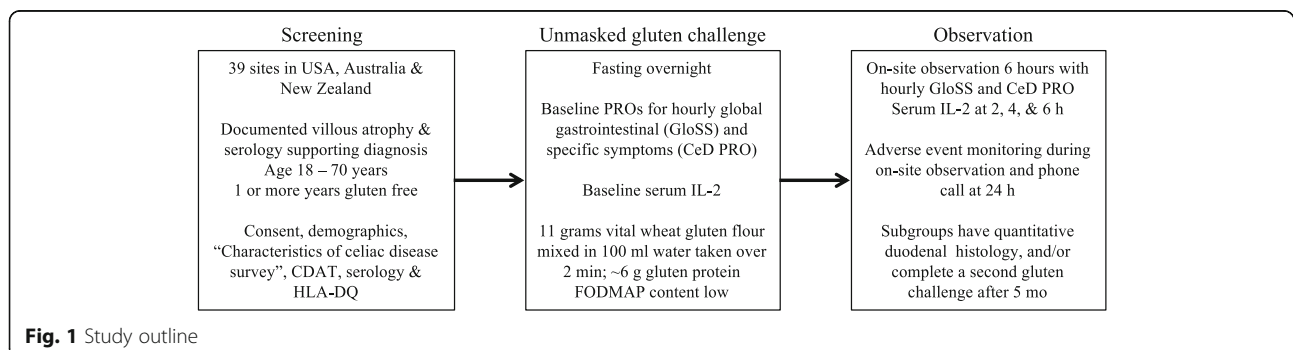 Screening
39 sites in USA, Australia &
New Zealand
Documented villous atrophy &
serology supporting diagnosis
Age 18 – 70 years
1 or more years gluten free
Consent, demographics,
“Characteristics of celiac disease
survey”, CDAT, serology &
HLA-DQ
Unmasked gluten challenge
Fasting overnight
Baseline PROs for hourly global
gastrointestinal (GloSS) and
specific symptoms (CeD PRO)
Baseline serum IL-2
11 grams vital wheat gluten flour
mixed in 100 ml water taken over
2 min; ~6 g gluten protein
FODMAP content low
Observation
On-site observation 6 hours with
hourly GloSS and CeD PRO
Serum IL-2 at 2, 4, & 6 h
Adverse event monitoring during
on-site observation and phone
call at 24 h
Subgroups have quantitative
duodenal histology, and/or
complete a second gluten
challenge after 5 mo
Fig. 1 Study outline